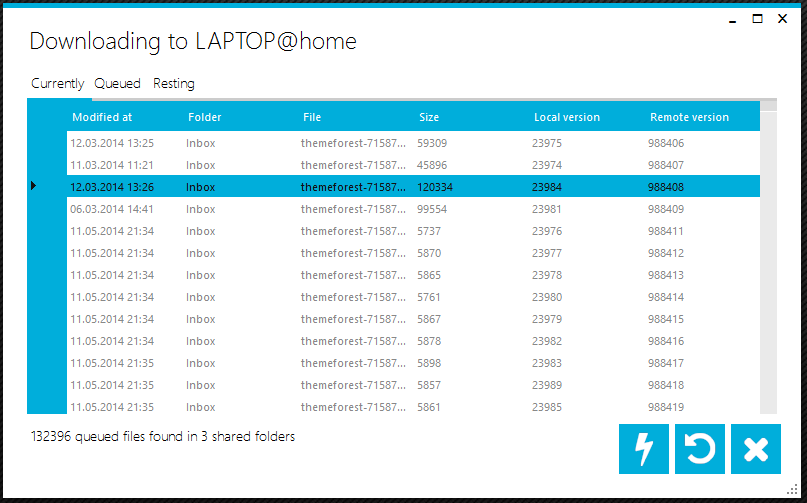 Downloading to LAPTOP@home
Currently Queued Resting
Modified at Folder File Size Local version Remote version
12.03.2014 13:25 Inbox themeforest-71587... 59309 23975 988406
11.03.2014 11:21 Inbox themeforest-71587... 45896 23974 988407
12.03.2014 13:26 Inbox themeforest-71587... 120334 23984 988408
06.03.2014 14:41 Inbox themeforest-71587... 99554 23981 988409
11.05.2014 21:34 Inbox themeforest-71587... 5737 23976 988411
11.05.2014 21:34 Inbox themeforest-71587... 5870 23977 988412
11.05.2014 21:34 Inbox themeforest-71587... 5865 23978 988413
11.05.2014 21:34 Inbox themeforest-71587... 5761 23980 988414
11.05.2014 21:34 Inbox themeforest-71587... 5867 23979 988415
11.05.2014 21:34 Inbox themeforest-71587... 5878 23982 988416
11.05.2014 21:35 Inbox themeforest-71587... 5898 23983 988417
11.05.2014 21:35 Inbox themeforest-71587... 5857 23989 988418
11.05.2014 21:35 Inbox themeforest-71587... 5861 23985 988419
132396 queued files found in 3 shared folders